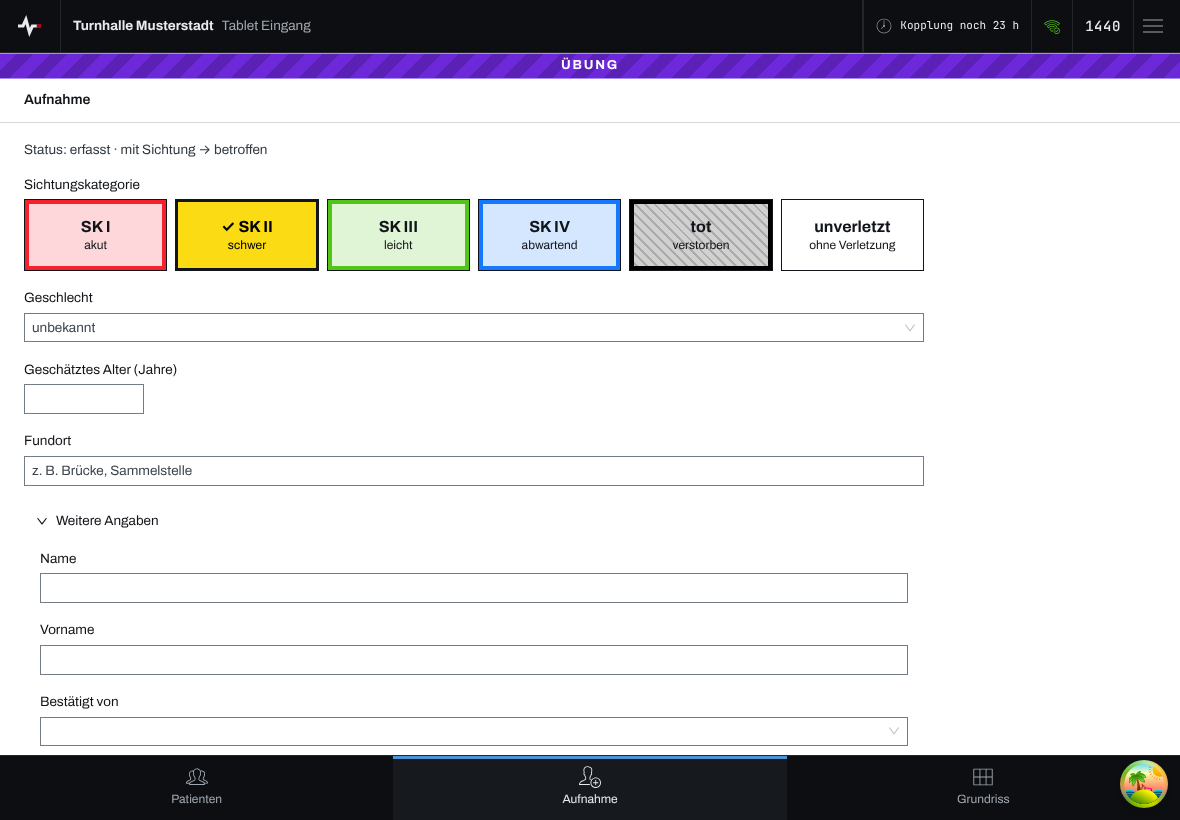 Turnhalle Musterstadt Tablet Eingang Kopplung noch 23 h 1440
ÜBUNG
Aufnahme
Status: erfasst · mit Sichtung → betroffen
Sichtungskategorie
SK I SK II SK III SK IV tot unverletzt
akut schwer leicht abwartend verstorben ohne Verletzung
Geschlecht
unbekannt
Geschätztes Alter (Jahre)
Fundort
z. B. Brücke, Sammelstelle
Weitere Angaben
Name
Vorname
Bestätigt von
Patienten Aufnahme Grundriss